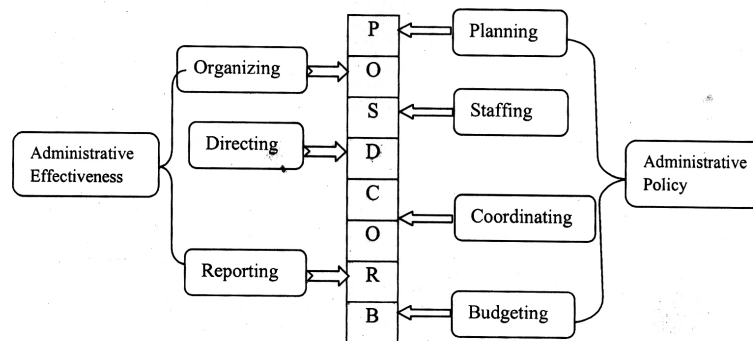 P
Planning
Organizing
O
S
Staffing
Directing
D
Administrative
Effectiveness
Administrative
Policy
C
Coordinating
O
Reporting
R
Budgeting
B